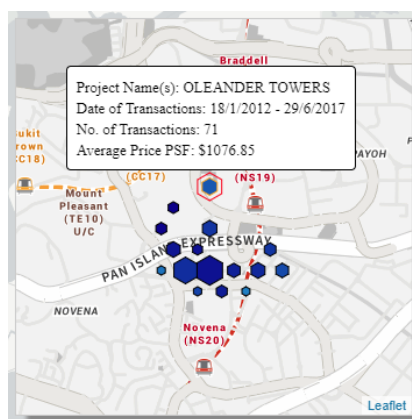 Braddell
Project Name(s): OLEANDER TOWERS
Date of Transactions: 18/1/2012 - 29/6/2017
No. of Transactions: 71
Average Price PSF: $1076.85
ukit
rown
CC18)
OAYOH
(CC17)
(NS19)
Mount
Pleasant
(TE10)
U/C
PAN ISLAND EXPRESSWAY
NOVENA
Novena
(NS20)
Leaflet